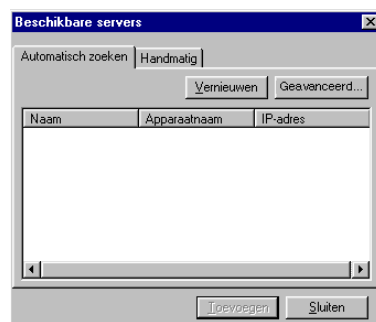 Beschikbare servers
Automatisch zoeken Handmatig
Vernieuwen Geavanceerd...
Naam Apparaatnaam IP-adres
Toevoegen Sluiten